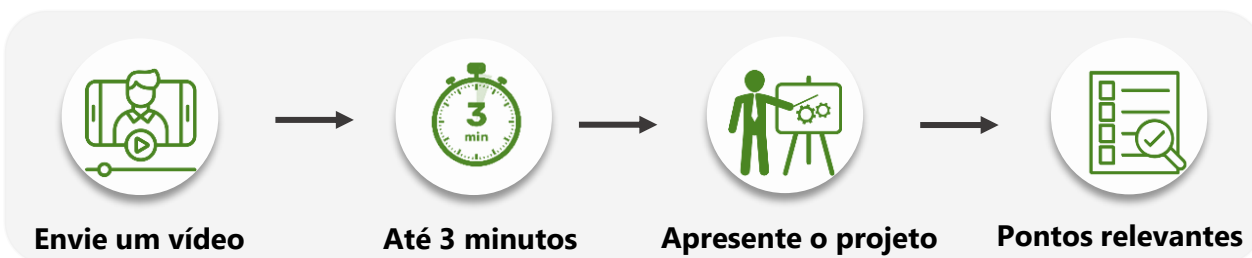 3
min
Envie um vídeo
Até 3 minutos
Apresente o projeto
Pontos relevantes